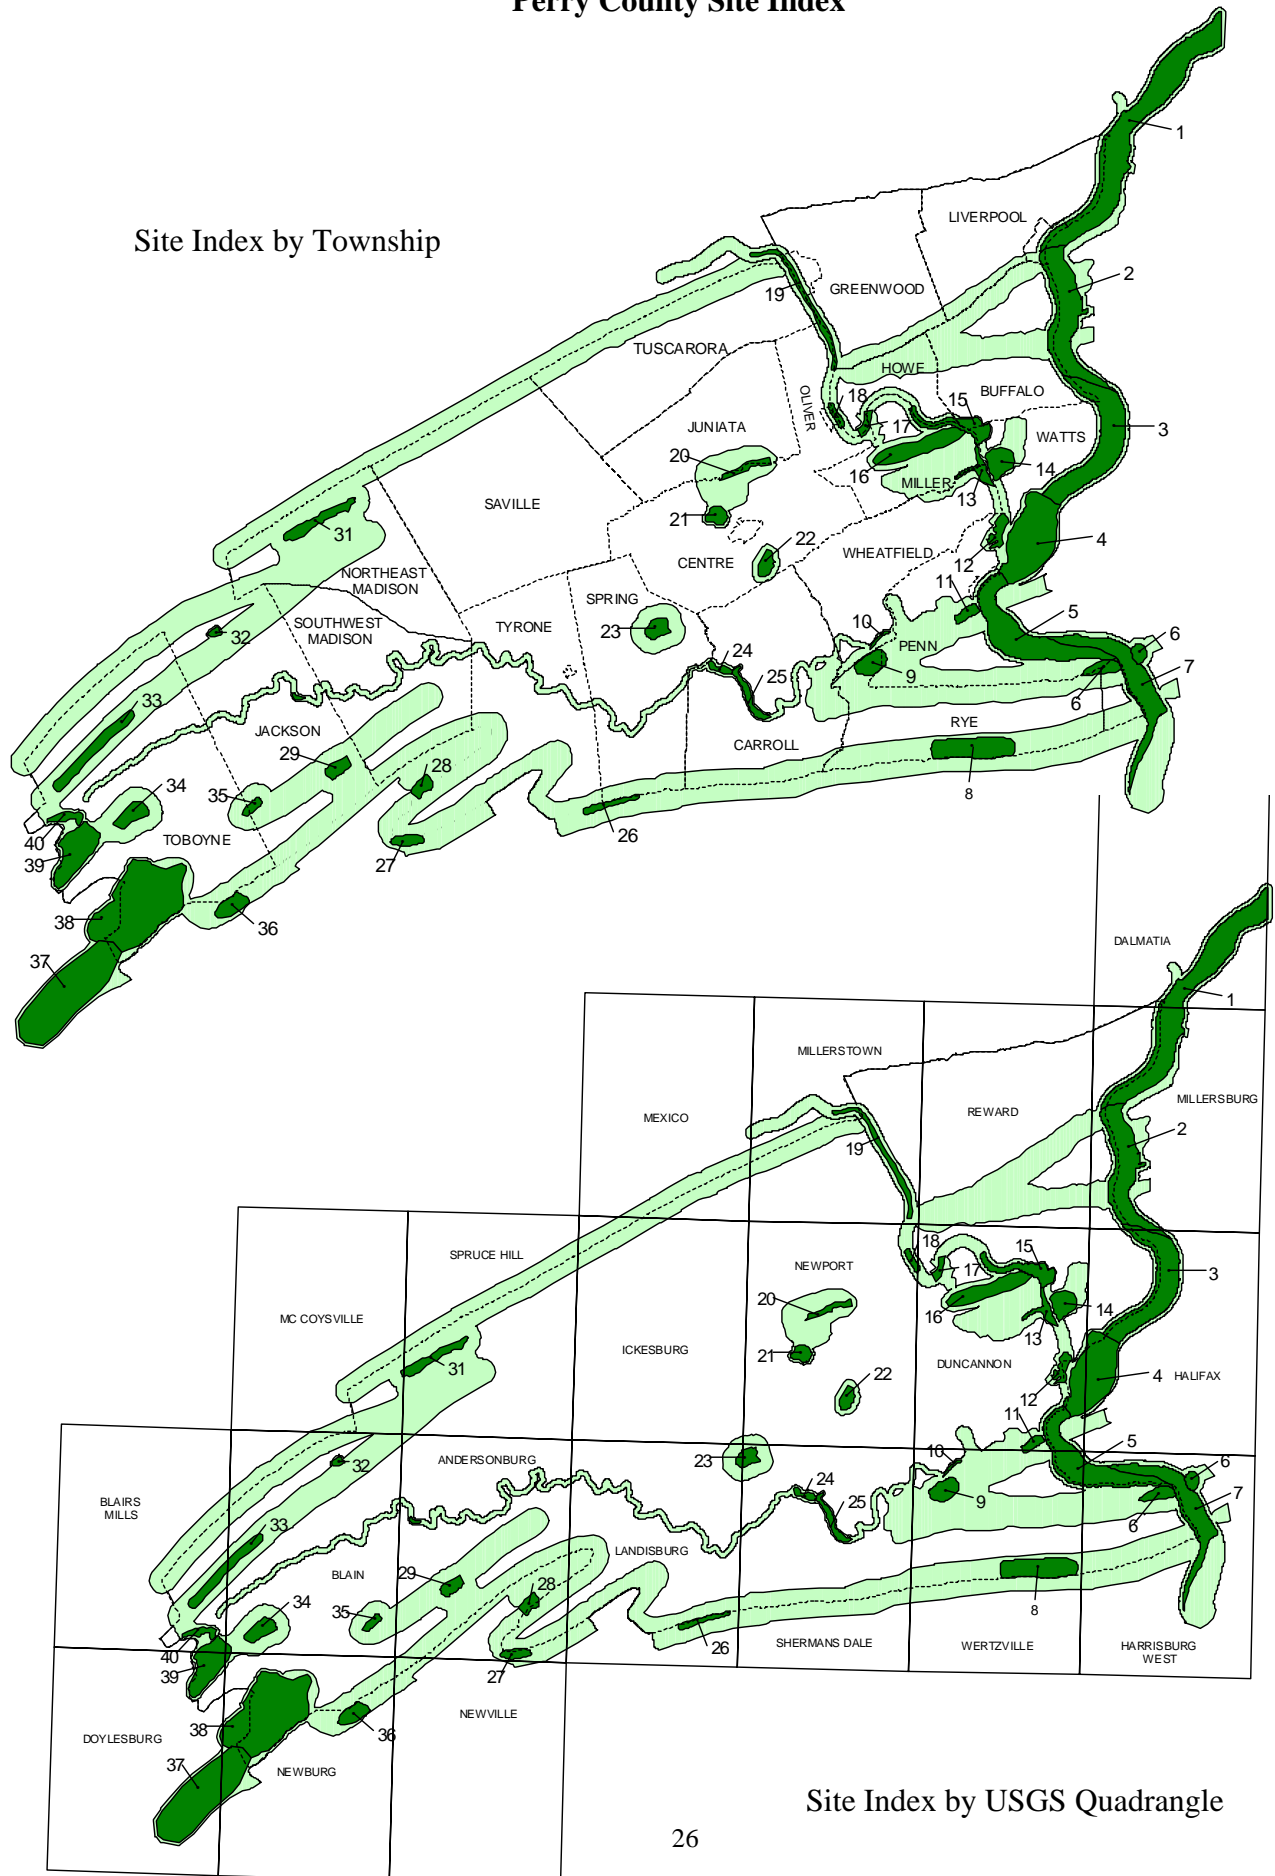 Perry County Site Index
Site Index by Township
1
LIVERPOOL
2
GREENWOOD
19
TUSCARORA
HOWE
BUFFALO
OLIVER
18
15
3
JUNIATA
17
WATTS
20
16
14
MILLER
13
SAVILLE
21
31
22
4
WHEATFIELD
12
CENTRE
NORTHEAST
MADISON
11
SPRING
SOUTHWEST
MADISON
32
TYRONE
23
10
5
6
PENN
24
9
7
25
6
33
JACKSON
RYE
CARROLL
29
28
34
35
8
26
TOBOYNE
40
39
27
38
36
37
DALMATIA
1
MILLERSTOWN
MILLERSBURG
MEXICO
REWARD
2
19
SPRUCE HILL
18
15
NEWPORT
17
3
20
14
16
MC COYSVILLE
13
ICKESBURG
21
DUNCANNON
31
22
4
HALIFAX
12
11
5
10
ANDERSONBURG
23
6
32
24
9
7
BLAIRS
MILLS
25
6
33
LANDISBURG
BLAIN
29
28
34
35
8
SHERMANS DALE
WERTZVILLE
HARRISBURG
WEST
26
40
27
39
NEWVILLE
38
36
DOYLESBURG
37
NEWBURG
Site Index by USGS Quadrangle
26